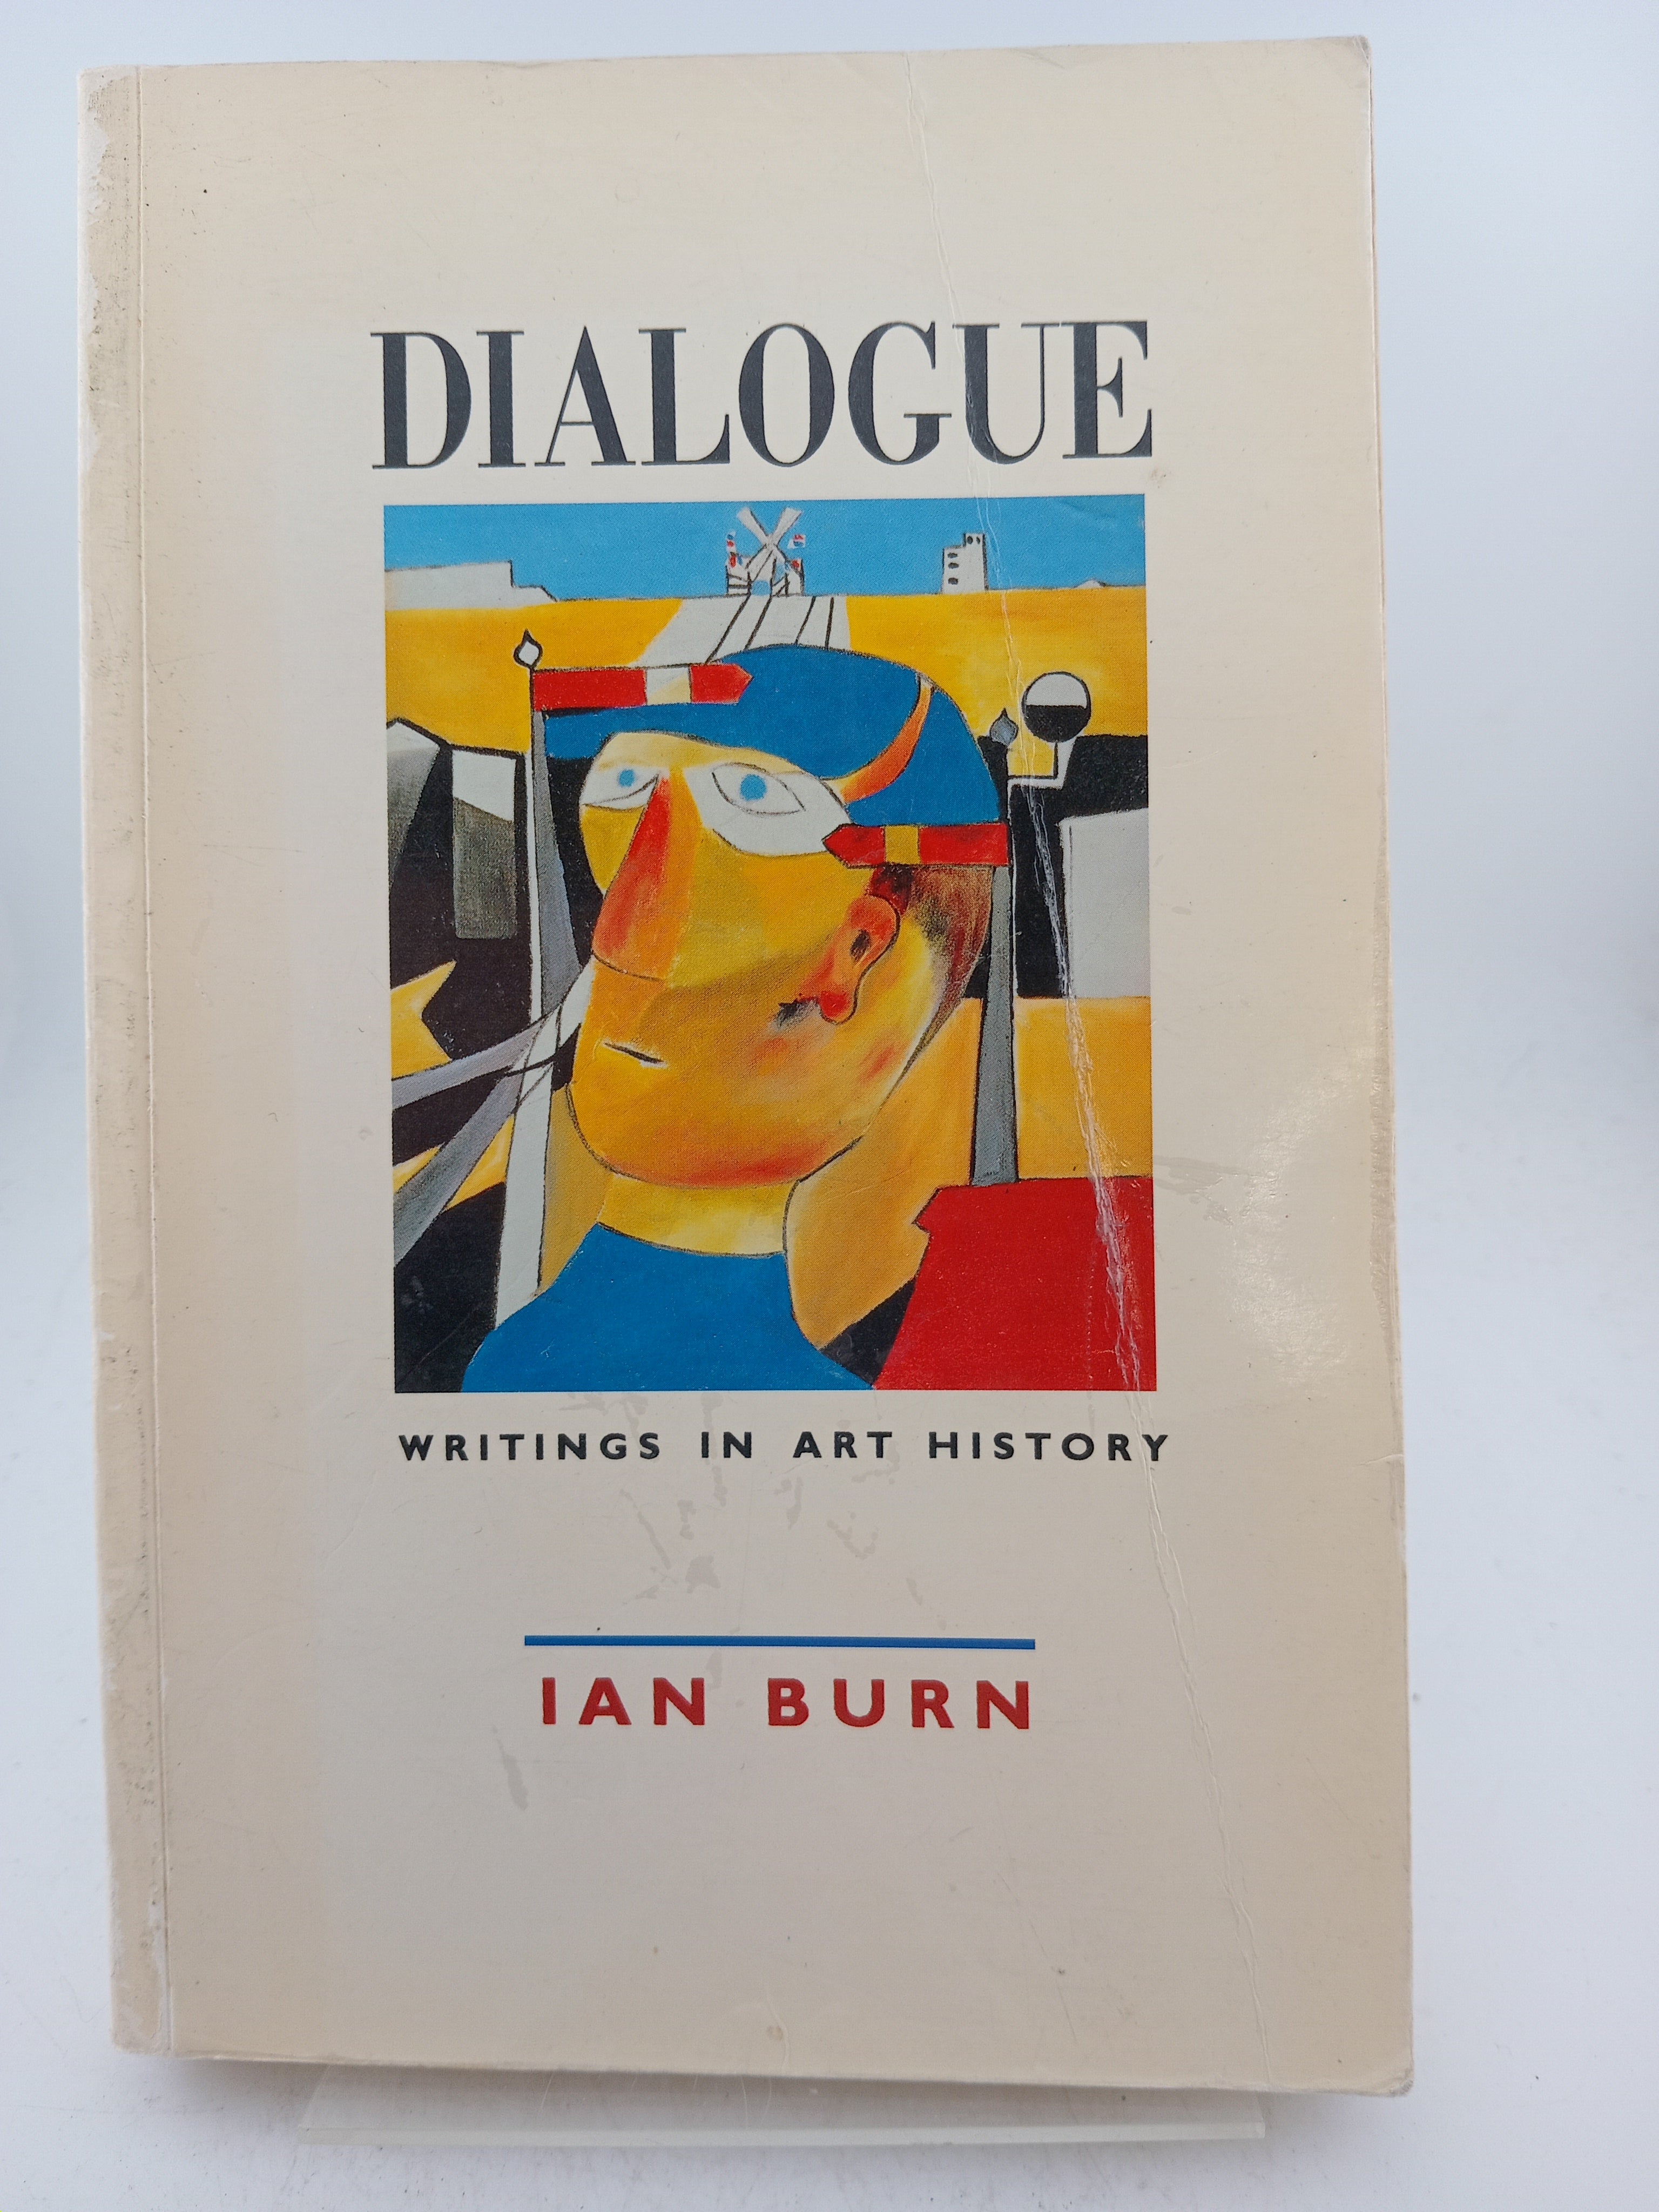 DIALOGUE
WRITINGS IN ART HISTORY
IAN BURN